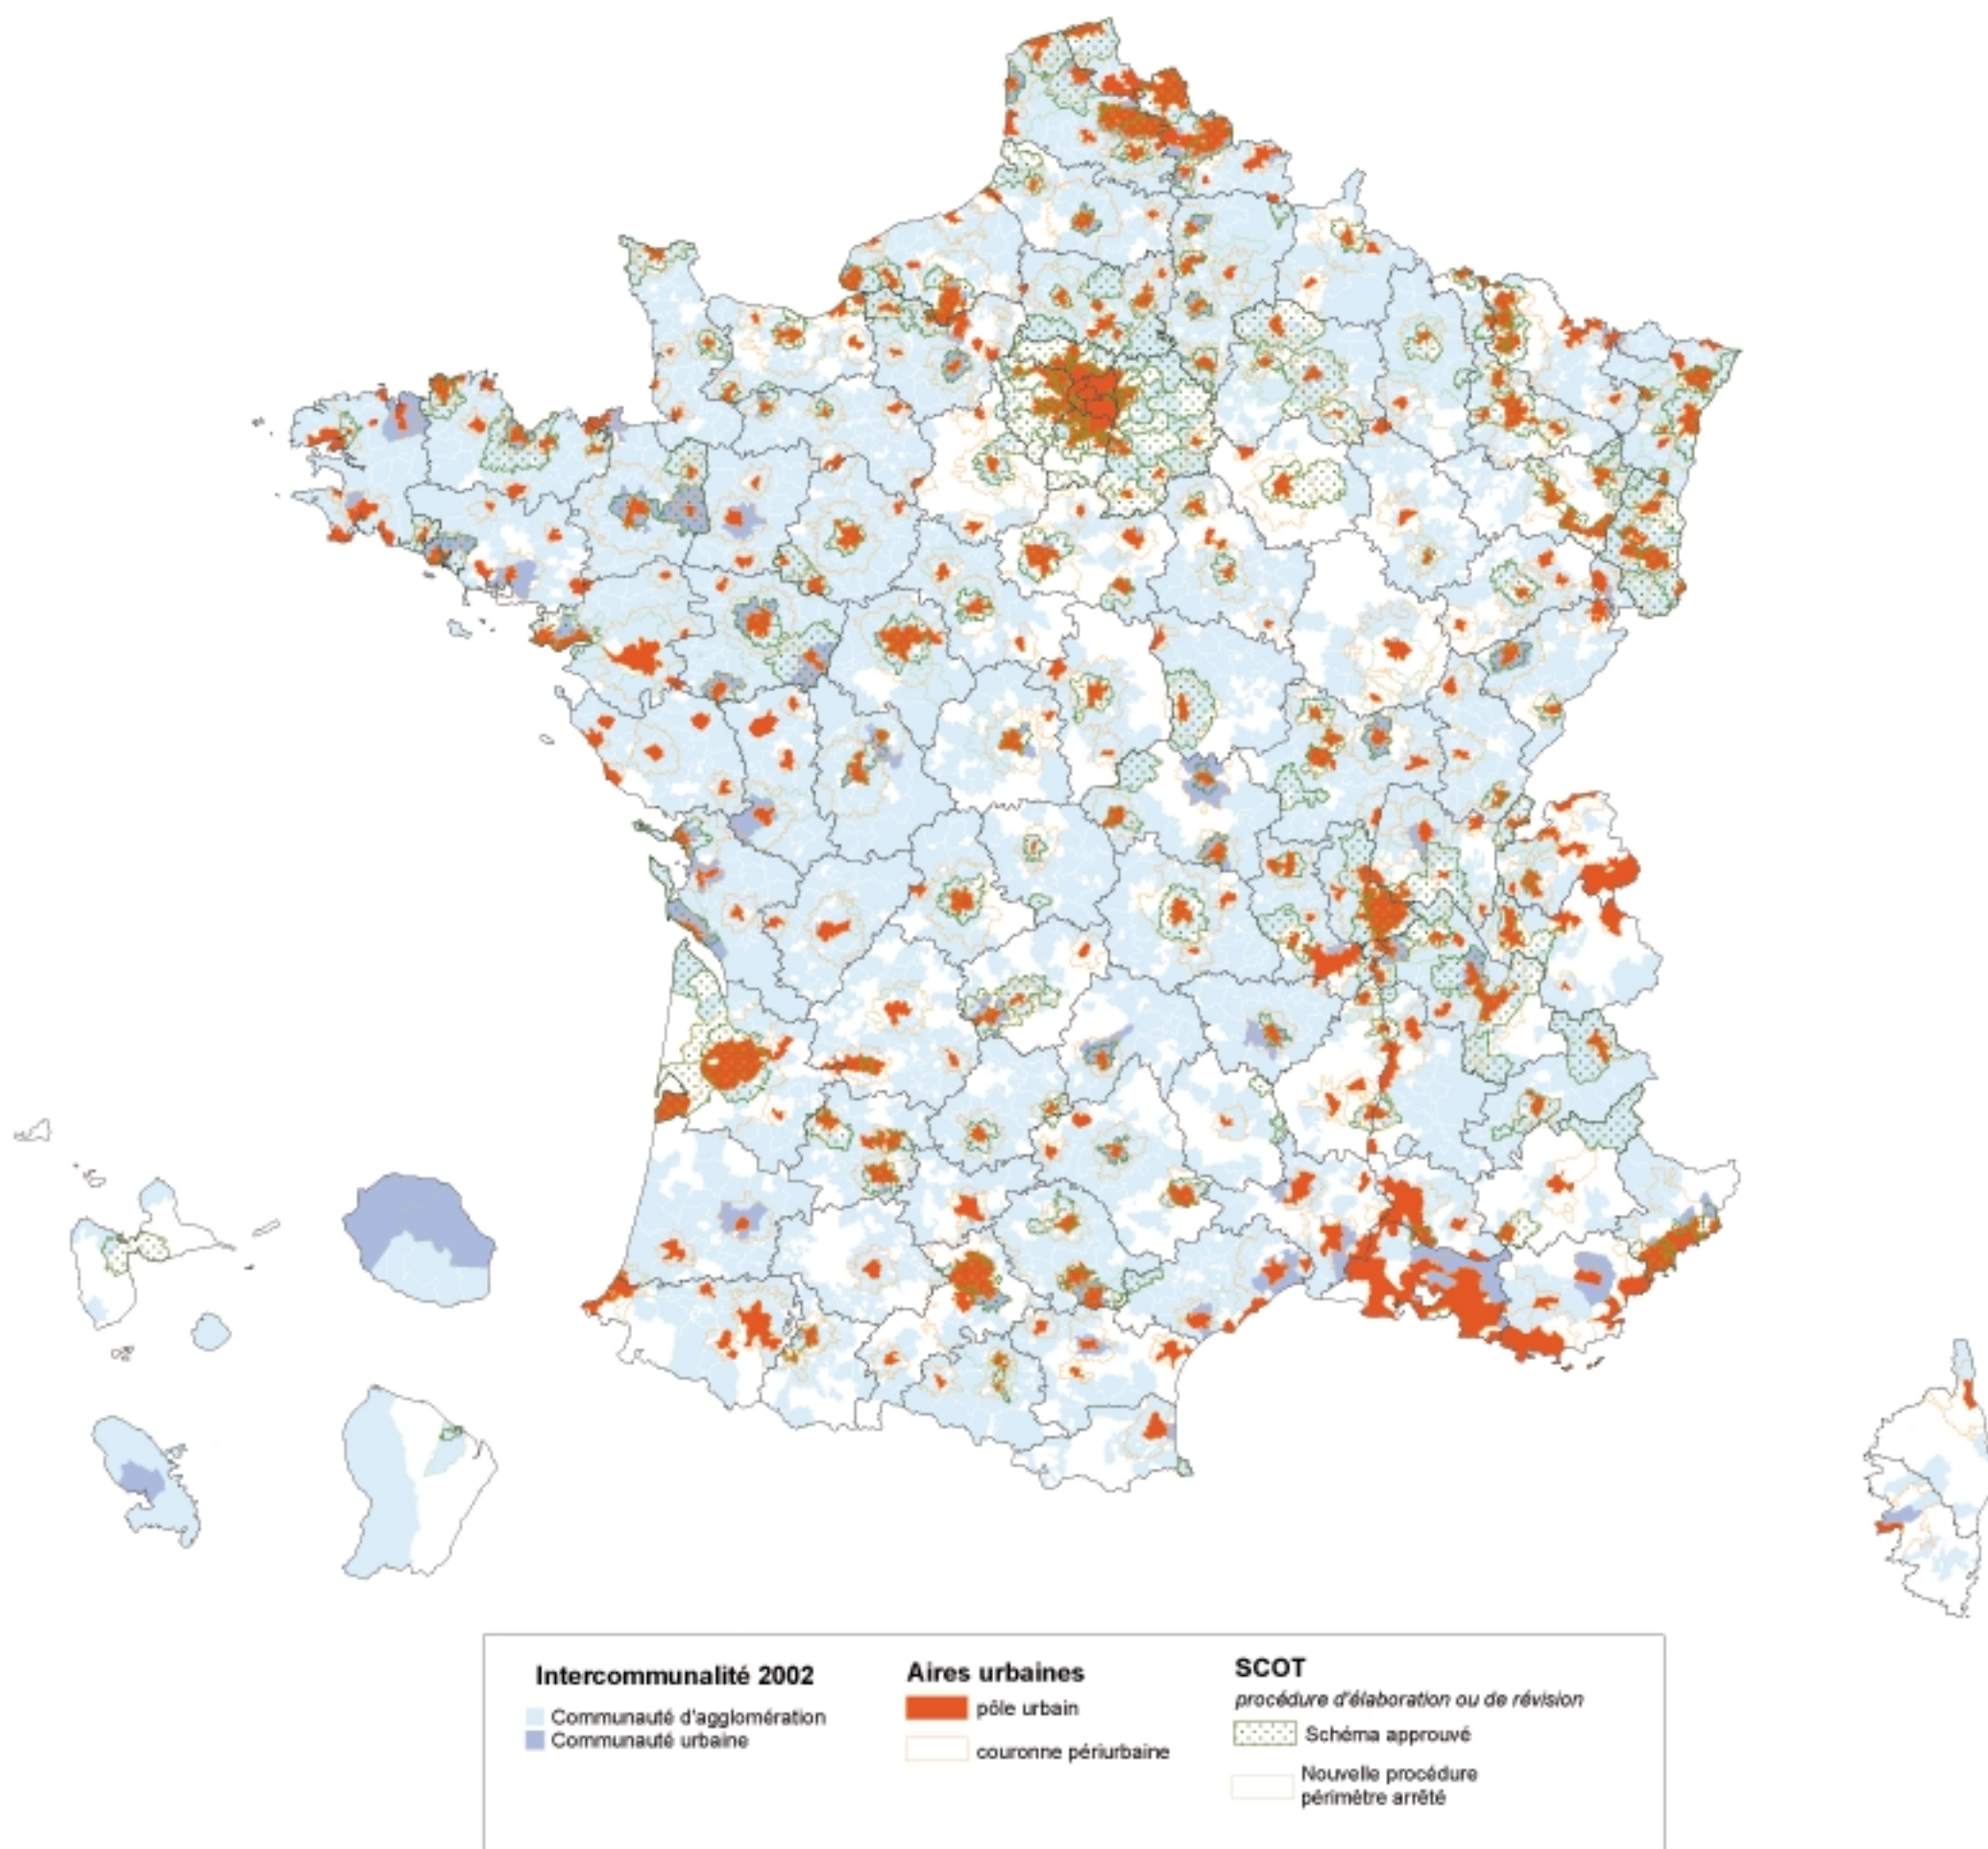 Intercommunalité 2002
Communauté d'agglomération
Communauté urbaine
Aires urbaines
pôle urbain
couronne périurbaine
SCOT
procédure d'élaboration ou de révision
Schéma approuvé
Nouvelle procédure
périmètre arrêté